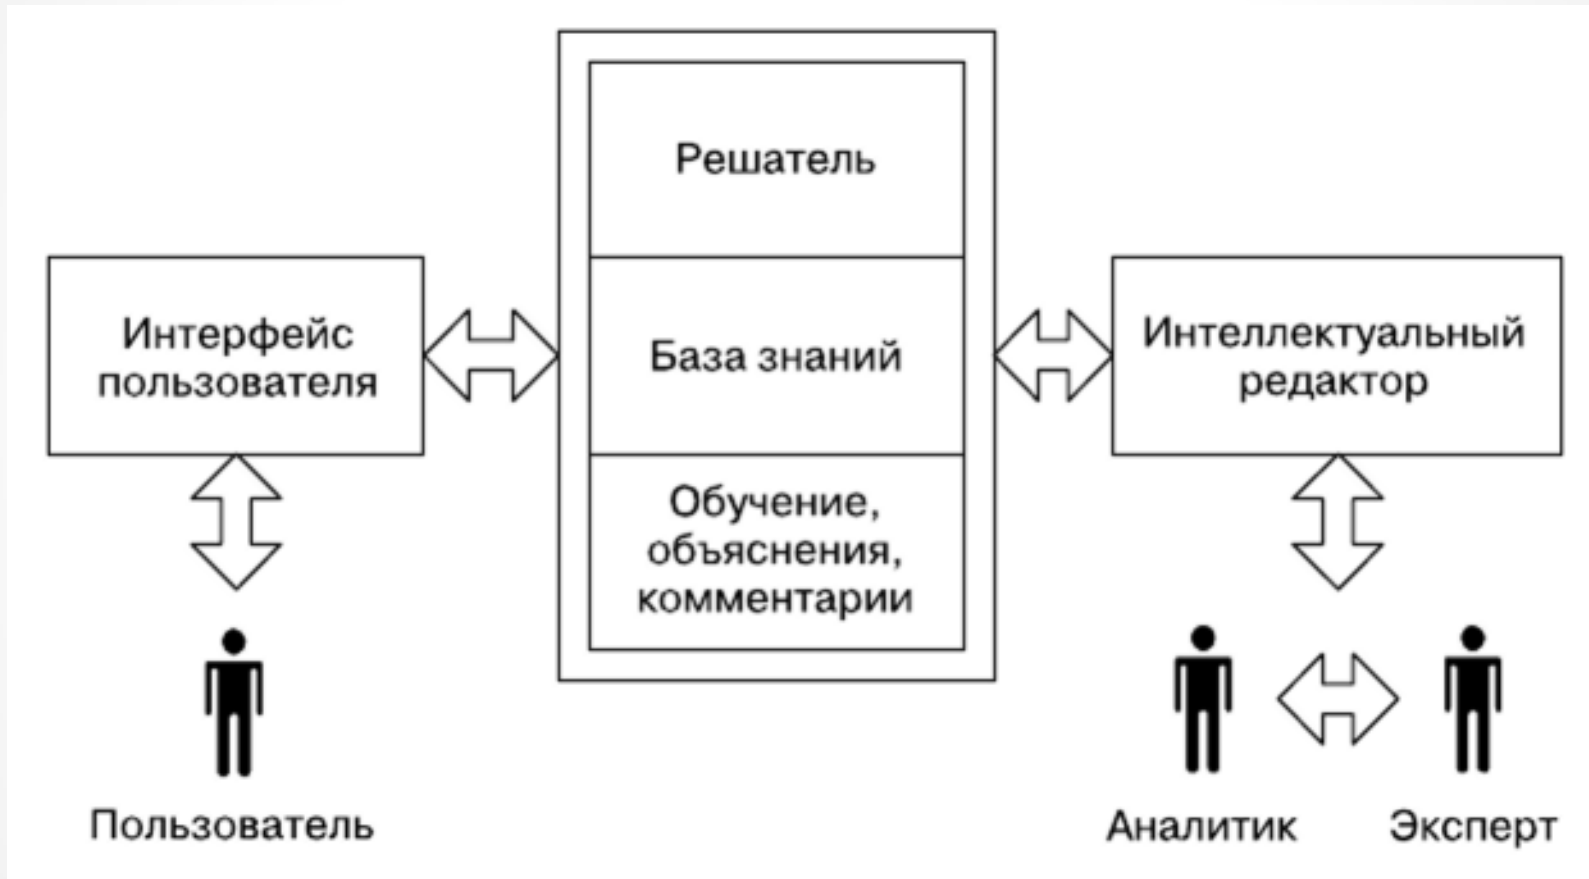 Решатель
Интерфейс
пользователя
База знаний
Интеллектуальный
редактор
Обучение,
объяснения,
комментарии
Пользователь
Аналитик
Эксперт